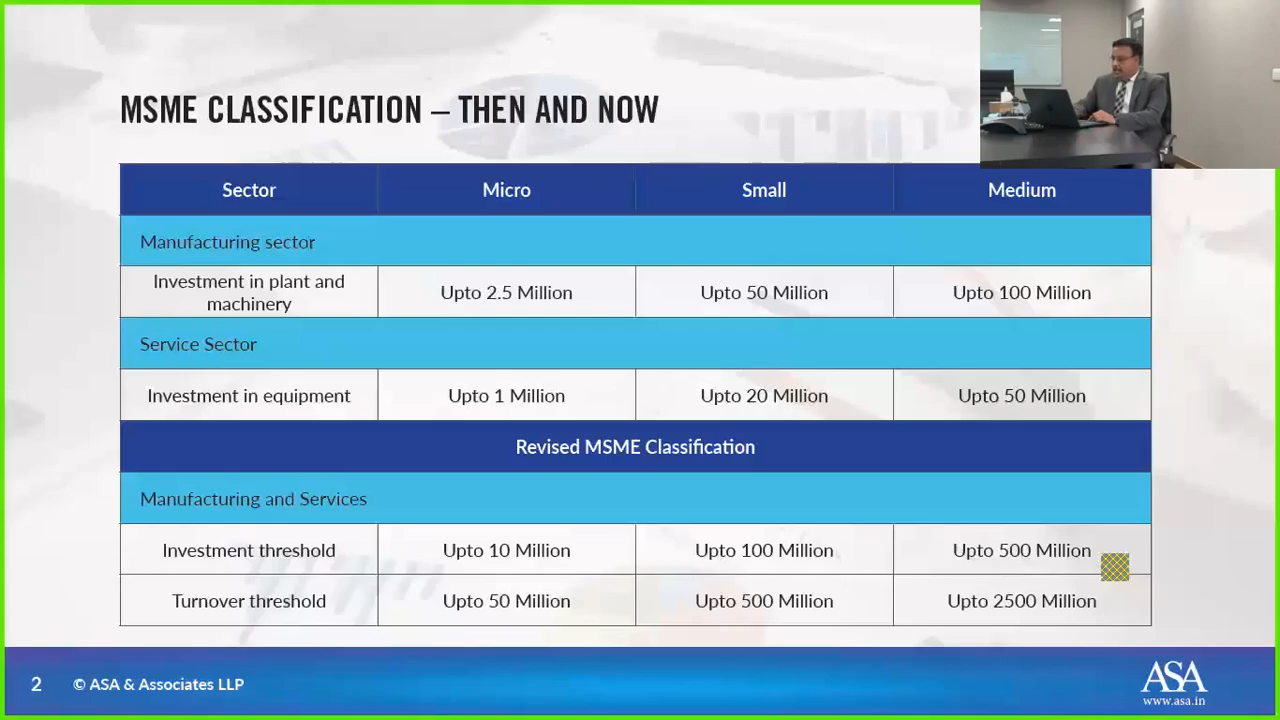 MSME CLASSIFICATION – THEN AND NOW
Sector Micro Small Medium
Manufacturing sector
Investment in plant and
machinery
Upto 2.5 Million Upto 50 Million Upto 100 Million
Service Sector
Investment in equipment Upto 1 Million Upto 20 Million Upto 50 Million
Revised MSME Classification
Manufacturing and Services
Investment threshold Upto 10 Million Upto 100 Million Upto 500 Million
Turnover threshold Upto 50 Million Upto 500 Million Upto 2500 Million
2 © ASA & Associates LLP
ASA
www.asa.in